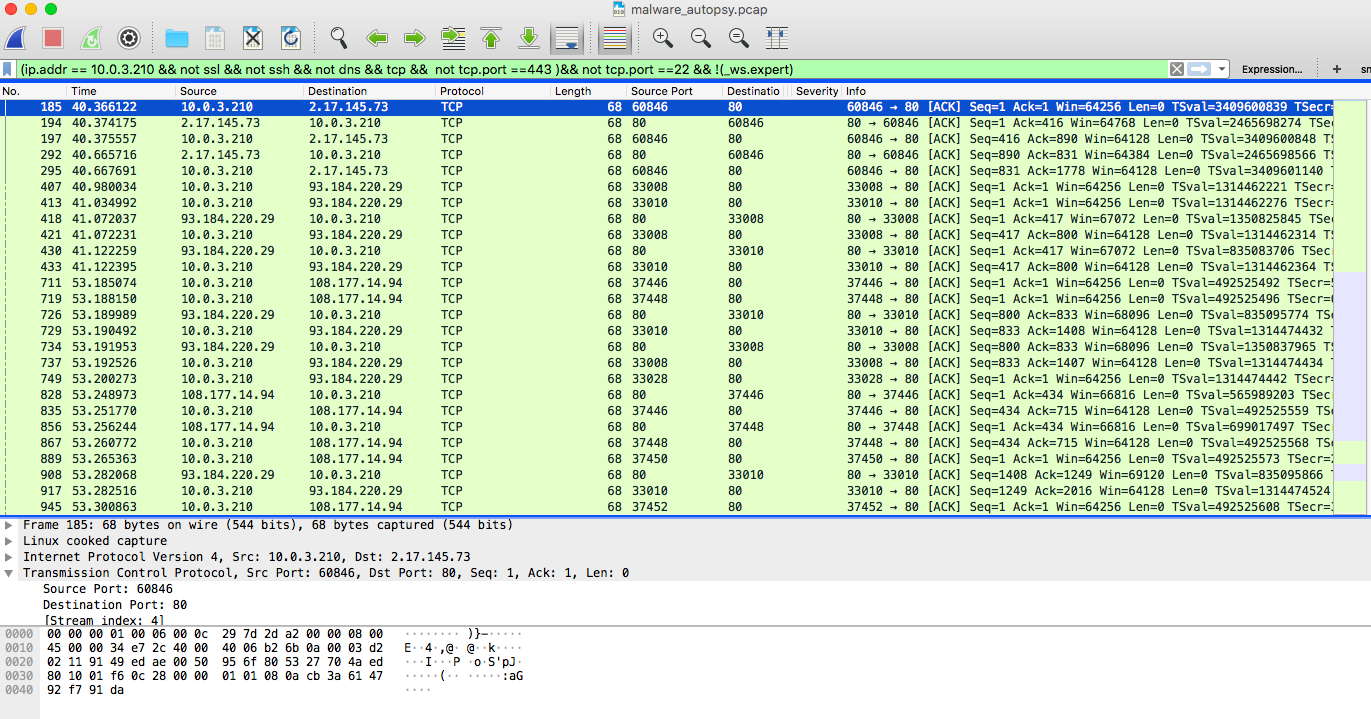 malware_autopsy.pcap
(ip.addr == 10.0.3.210 && not ssl && not ssh && not dns && tcp && not tcp.port ==443 )&& not tcp.port ==22 && !(_ws.expert)
Expression...
+
No. Time Source Destination Protocol Length Source Port Destinatio Severity Info
185 40.366122 10.0.3.210 2.17.145.73 TCP 68 60846 80 60846 → 80 [ACK] Seq=1 Ack=1 Win=64256 Len=0 TSval=3409600839 TSecr=
194 40.374175 2.17.145.73 10.0.3.210 TCP 68 80 60846 80 → 60846 [ACK] Seq=1 Ack=416 Win=64768 Len=0 TSval=2465698274 TSe
197 40.375557 10.0.3.210 2.17.145.73 TCP 68 60846 80 60846 → 80 [ACK] Seq=416 Ack=890 Win=64128 Len=0 TSval=3409600848 TS
292 40.665716 2.17.145.73 10.0.3.210 TCP 68 80 60846 80 → 60846 [ACK] Seq=890 Ack=831 Win=64384 Len=0 TSval=2465698566 TS
295 40.667691 10.0.3.210 2.17.145.73 TCP 68 60846 80 60846 → 80 [ACK] Seq=831 Ack=1778 Win=64128 Len=0 TSval=3409601140
407 40.980034 10.0.3.210 93.184.220.29 TCP 68 33008 80 33008 → 80 [ACK] Seq=1 Ack=1 Win=64256 Len=0 TSval=1314462221 TSecr=
413 41.034992 10.0.3.210 93.184.220.29 TCP 68 33010 80 33010 → 80 [ACK] Seq=1 Ack=1 Win=64256 Len=0 TSval=1314462276 TSecr=
418 41.072037 93.184.220.29 10.0.3.210 TCP 68 80 33008 80 → 33008 [ACK] Seq=1 Ack=417 Win=67072 Len=0 TSval=1350825845 TSe
421 41.072231 10.0.3.210 93.184.220.29 TCP 68 33008 80 33008 → 80 [ACK] Seq=417 Ack=800 Win=64128 Len=0 TSval=1314462314 TS
430 41.122259 93.184.220.29 10.0.3.210 TCP 68 80 33010 80 → 33010 [ACK] Seq=1 Ack=417 Win=67072 Len=0 TSval=835083706 TSec
433 41.122395 10.0.3.210 93.184.220.29 TCP 68 33010 80 33010 → 80 [ACK] Seq=417 Ack=800 Win=64128 Len=0 TSval=1314462364 T
711 53.185074 10.0.3.210 108.177.14.94 TCP 68 37446 80 37446 → 80 [ACK] Seq=1 Ack=1 Win=64256 Len=0 TSval=492525492 TSecr=
719 53.188150 10.0.3.210 108.177.14.94 TCP 68 37448 80 37448 → 80 [ACK] Seq=1 Ack=1 Win=64256 Len=0 TSval=492525496 TSecr=
726 53.189989 93.184.220.29 10.0.3.210 TCP 68 80 33010 80 → 33010 [ACK] Seq=800 Ack=833 Win=68096 Len=0 TSval=835095774 TS
729 53.190492 10.0.3.210 93.184.220.29 TCP 68 33010 80 33010 → 80 [ACK] Seq=833 Ack=1408 Win=64128 Len=0 TSval=1314474432
734 53.191953 93.184.220.29 10.0.3.210 TCP 68 80 33008 80 → 33008 [ACK] Seq=800 Ack=833 Win=68096 Len=0 TSval=1350837965 T
737 53.192526 10.0.3.210 93.184.220.29 TCP 68 33008 80 33008 → 80 [ACK] Seq=833 Ack=1407 Win=64128 Len=0 TSval=1314474434
749 53.200273 10.0.3.210 93.184.220.29 TCP 68 33028 80 33028 → 80 [ACK] Seq=1 Ack=1 Win=64256 Len=0 TSval=1314474442 TSecr
828 53.248973 108.177.14.94 10.0.3.210 TCP 68 80 37446 80 → 37446 [ACK] Seq=1 Ack=434 Win=66816 Len=0 TSval=565989203 TSec
835 53.251770 10.0.3.210 108.177.14.94 TCP 68 37446 80 37446 → 80 [ACK] Seq=434 Ack=715 Win=64128 Len=0 TSval=492525559 TS
856 53.256244 108.177.14.94 10.0.3.210 TCP 68 80 37448 80 → 37448 [ACK] Seq=1 Ack=434 Win=66816 Len=0 TSval=699017497 TSec
867 53.260772 10.0.3.210 108.177.14.94 TCP 68 37448 80 37448 → 80 [ACK] Seq=434 Ack=715 Win=64128 Len=0 TSval=492525568 TS
889 53.265363 10.0.3.210 108.177.14.94 TCP 68 37450 80 37450 → 80 [ACK] Seq=1 Ack=1 Win=64256 Len=0 TSval=492525573 TSecr=
908 53.282068 93.184.220.29 10.0.3.210 TCP 68 80 33010 80 → 33010 [ACK] Seq=1408 Ack=1249 Win=69120 Len=0 TSval=835095866
917 53.282516 10.0.3.210 93.184.220.29 TCP 68 33010 80 33010 → 80 [ACK] Seq=1249 Ack=2016 Win=64128 Len=0 TSval=1314474524
945 53.300863 10.0.3.210 108.177.14.94 TCP 68 37452 80 37452 → 80 [ACK] Seq=1 Ack=1 Win=64256 Len=0 TSval=492525608 TSecr=
Frame 185: 68 bytes on wire (544 bits), 68 bytes captured (544 bits)
Linux cooked capture
Internet Protocol Version 4, Src: 10.0.3.210, Dst: 2.17.145.73
Transmission Control Protocol, Src Port: 60846, Dst Port: 80, Seq: 1, Ack: 1, Len: 0
Source Port: 60846
Destination Port: 80
[Stream index: 4]
0000 00 00 00 01 00 06 00 0c 29 7d 2d a2 00 00 08 00 ········ )}-·····
0010 45 00 00 34 e7 2c 40 00 40 06 b2 6b 0a 00 03 d2 E··4·,@· @··k····
0020 02 11 91 49 ed ae 00 50 95 6f 80 53 27 70 4a ed ···I···P ·o·S'pJ·
0030 80 10 01 f6 0c 28 00 00 01 01 08 0a cb 3a 61 47 ·····(·· ·····:aG
0040 92 f7 91 da ····